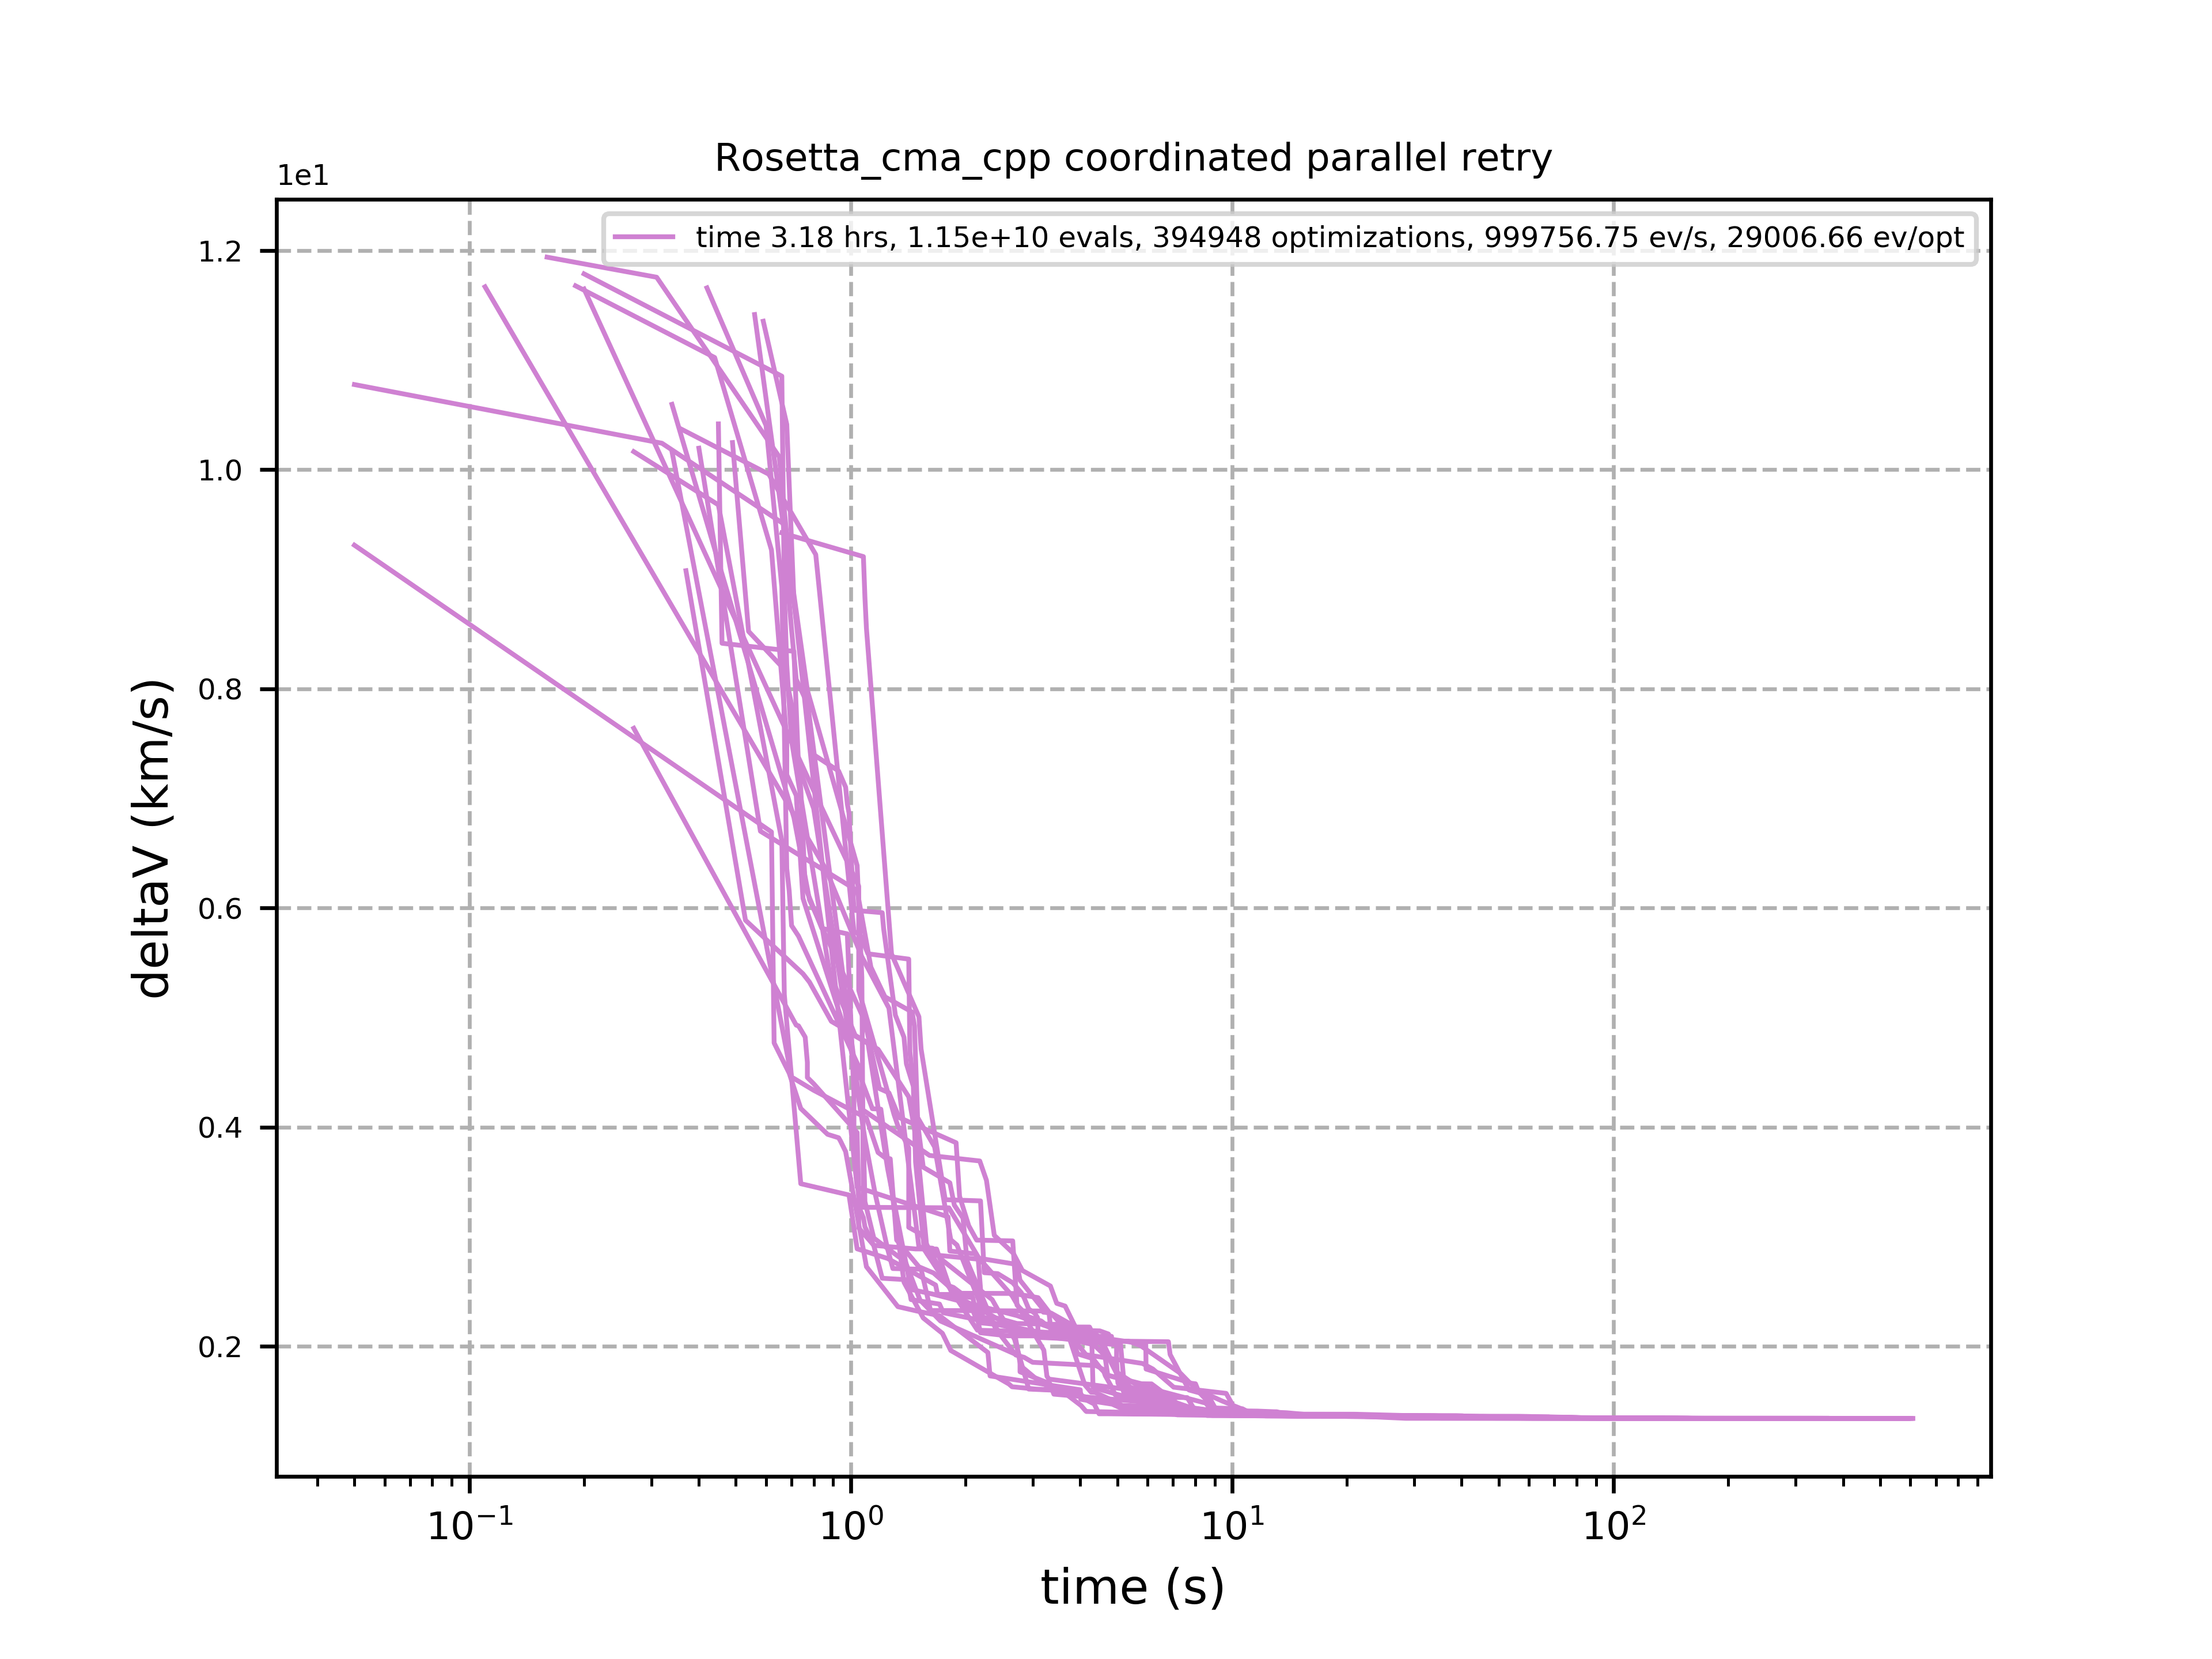 Rosetta_cma_cpp coordinated parallel retry
1e1
time 3.18 hrs, 1.15e+10 evals, 394948 optimizations, 999756.75 ev/s, 29006.66 ev/opt
1.2
1.0
0.8
0.6
0.4
0.2
deltaV (km/s)
10⁻¹ 10⁰ 10¹ 10²
time (s)